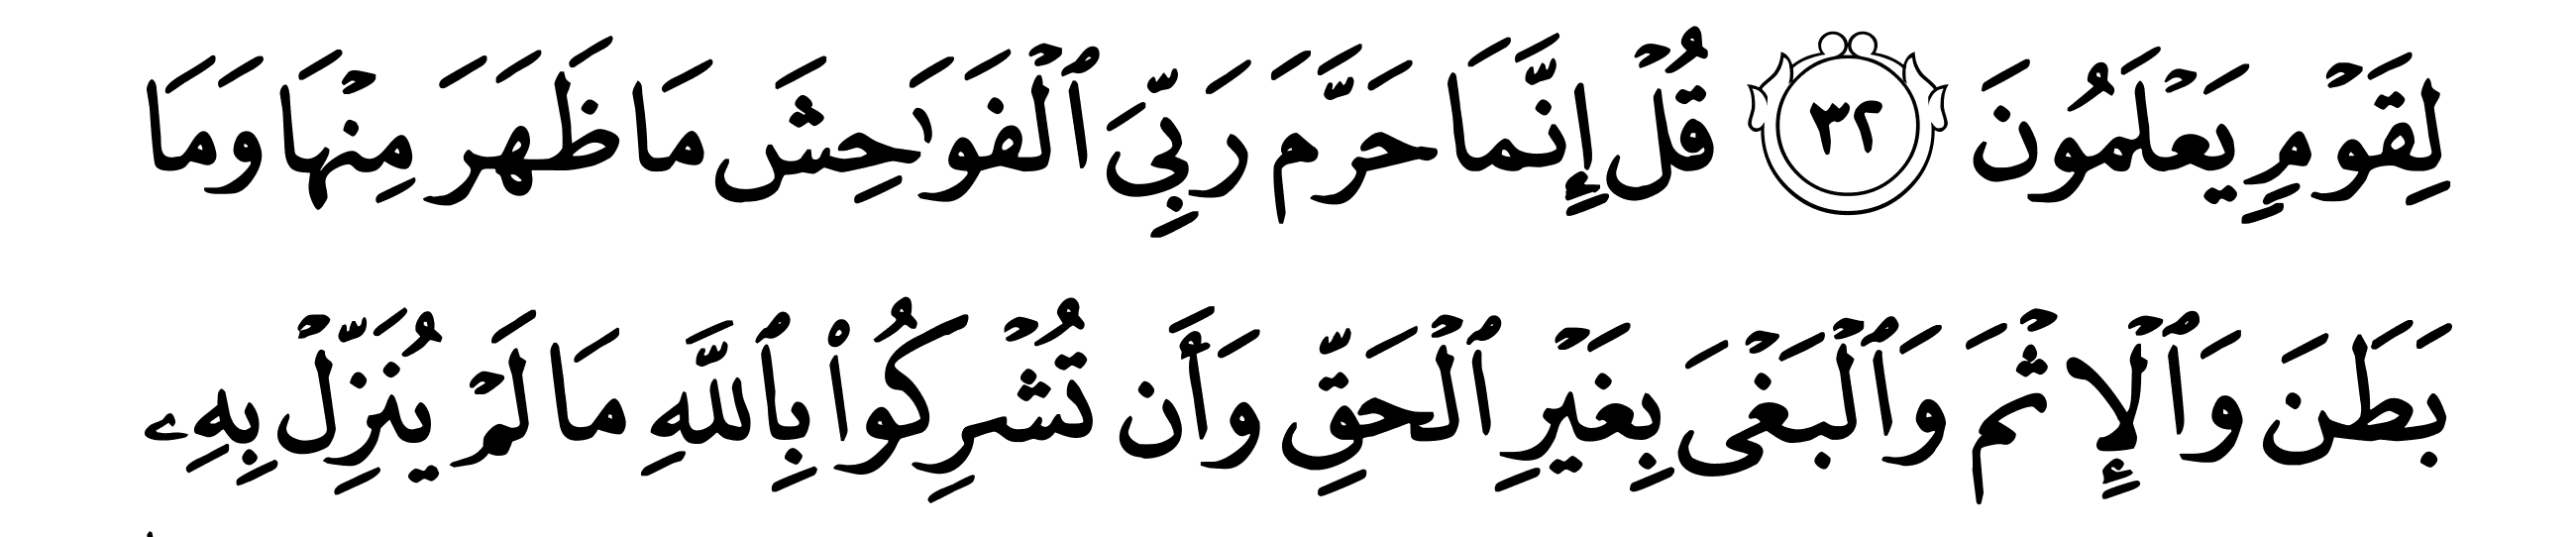 لِقَوۡمٖ يَعۡلَمُونَ ٣٢ قُلۡ إِنَّمَا حَرَّمَ رَبِّيَ ٱلۡفَوَٰحِشَ مَا ظَهَرَ مِنۡهَا وَمَا
بَطَنَ وَٱلۡإِثۡمَ وَٱلۡبَغۡيَ بِغَيۡرِ ٱلۡحَقِّ وَأَن تُشۡرِكُواْ بِٱللَّهِ مَا لَمۡ يُنَزِّلۡ بِهِۦ